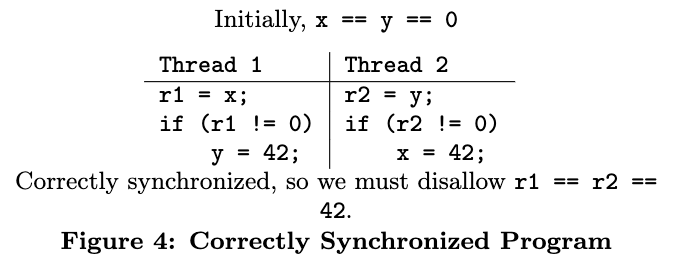 Initially, x == y == 0
Thread 1 | Thread 2
r1 = x; | r2 = y;
if (r1 != 0) | if (r2 != 0)
y = 42; | x = 42;
Correctly synchronized, so we must disallow r1 == r2 ==
42.
Figure 4: Correctly Synchronized Program